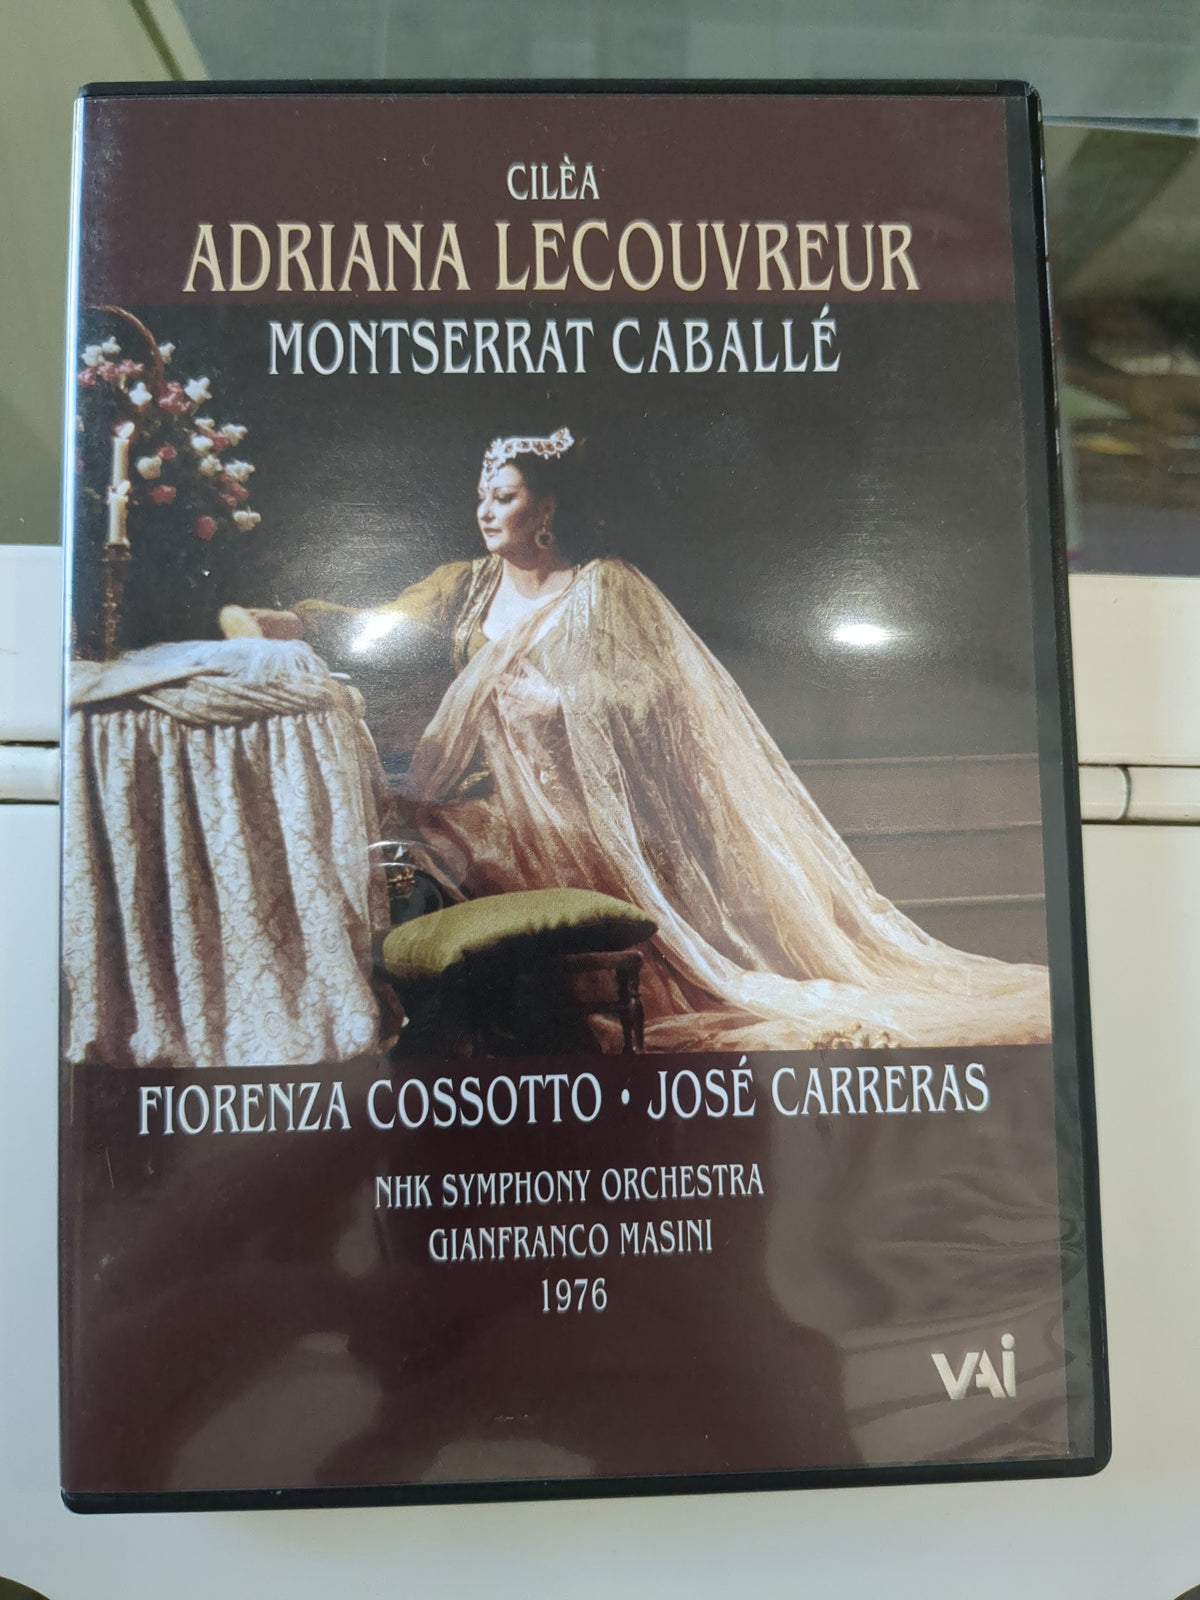 CILÈA
ADRIANA LECOUVREUR
MONTSERRAT CABALLÉ
FIORENZA COSSOTTO · JOSÉ CARRERAS
NHK SYMPHONY ORCHESTRA
GIANFRANCO MASINI
1976
VAI